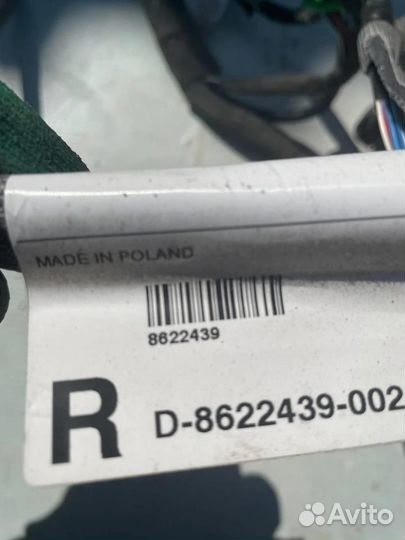 MADE IN POLAND
8622439
R D-8622439-002
Avito